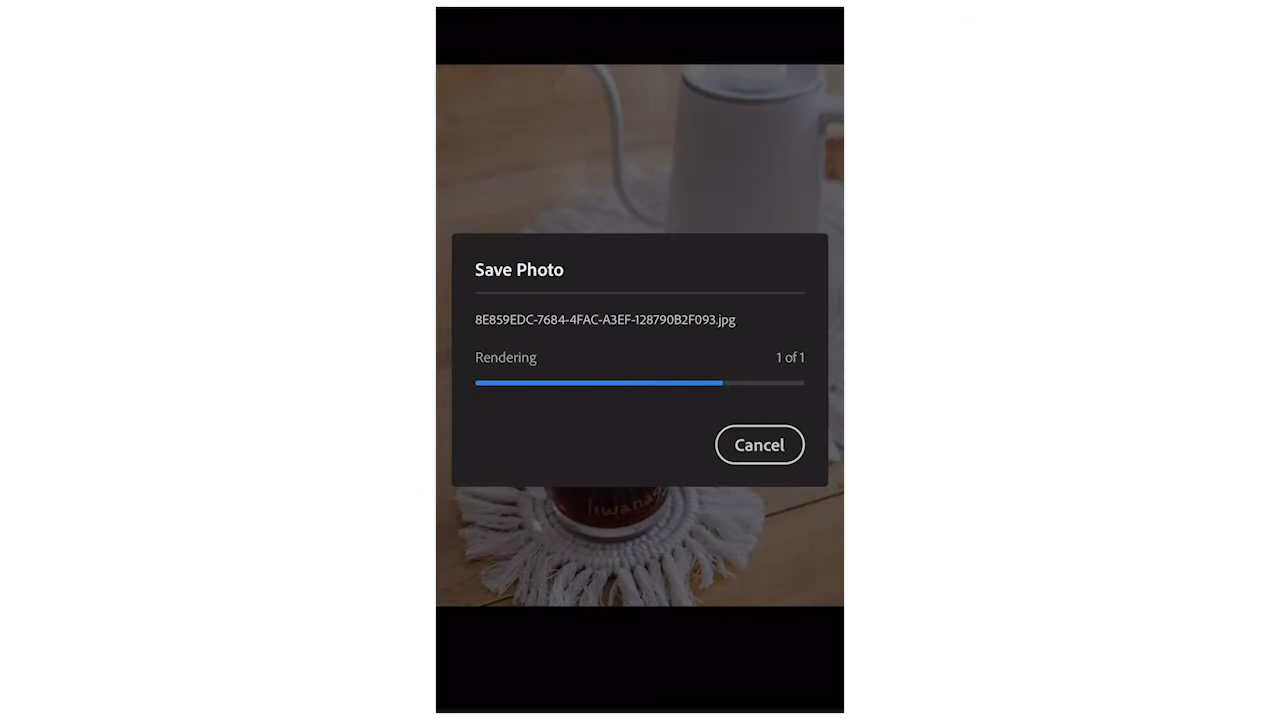 Save Photo
8E859EDC-7684-4FAC-A3EF-128790B2F093.jpg
Rendering 1 of 1
Cancel